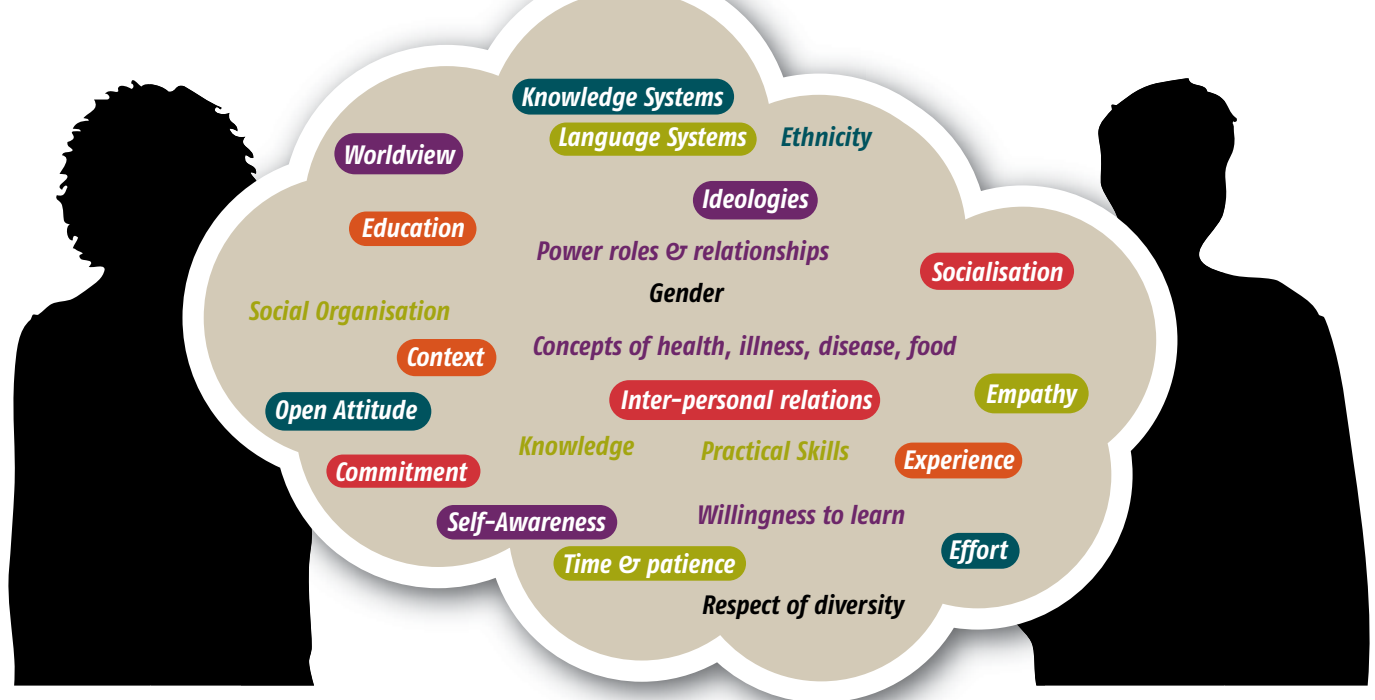 Knowledge Systems
Language Systems
Ethnicity
Worldview
Ideologies
Education
Power roles & relationships
Socialisation
Gender
Social Organisation
Concepts of health, illness, disease, food
Context
Inter-personal relations
Empathy
Open Attitude
Knowledge
Practical Skills
Experience
Commitment
Self-Awareness
Willingness to learn
Effort
Time & patience
Respect of diversity